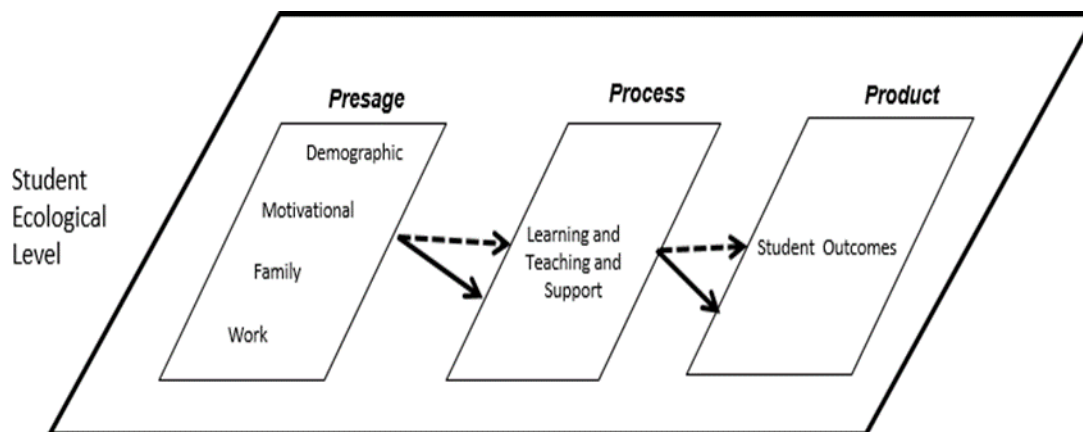 Presage
Process
Product
Student
Ecological
Level
Demographic
Motivational
Family
Work
Learning and
Teaching and
Support
Student Outcomes